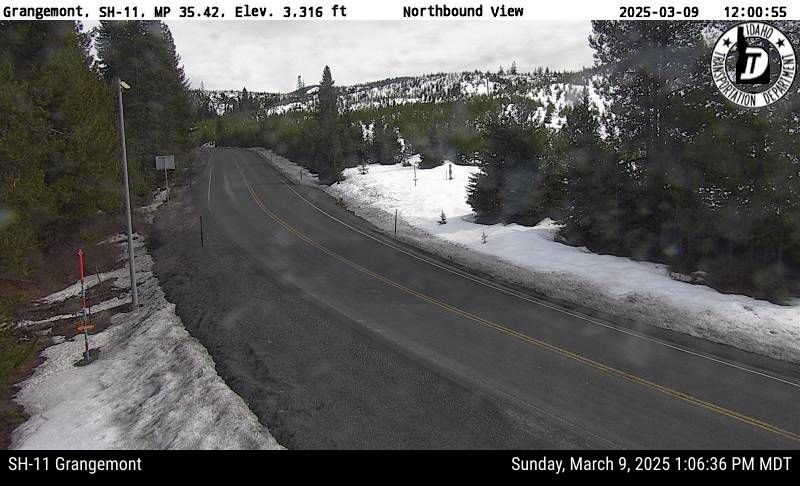 Grangemont, SH-11, MP 35.42, Elev. 3,316 ft Northbound View 2025-03-09 12:00:55
IDAHO
TRANSPORTATION DEPARTMENT
SH-11 Grangemont Sunday, March 9, 2025 1:06:36 PM MDT